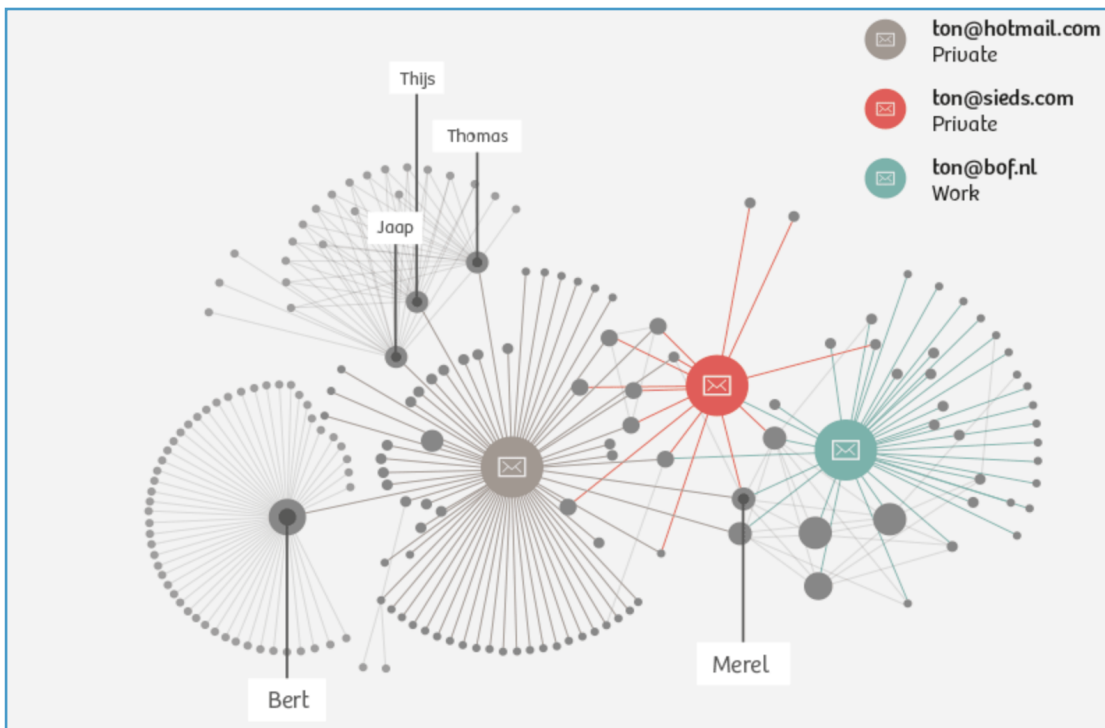 ton@hotmail.com
Private
ton@sieds.com
Private
ton@bof.nl
Work
Thijs
Thomas
Jaap
Merel
Bert